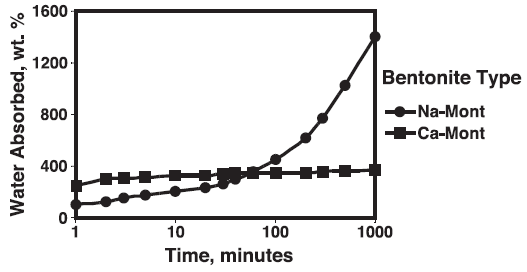 1600
1200
800
400
0
Water Absorbed, wt. %
1
10
100
1000
Time, minutes
Bentonite Type
Na-Mont
Ca-Mont